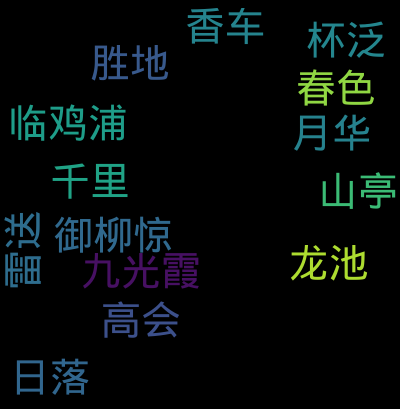 香车
杯泛
胜地
春色
临鸡浦
月华
千里
山亭
雷送
御柳惊
九光霞
龙池
高会
日落